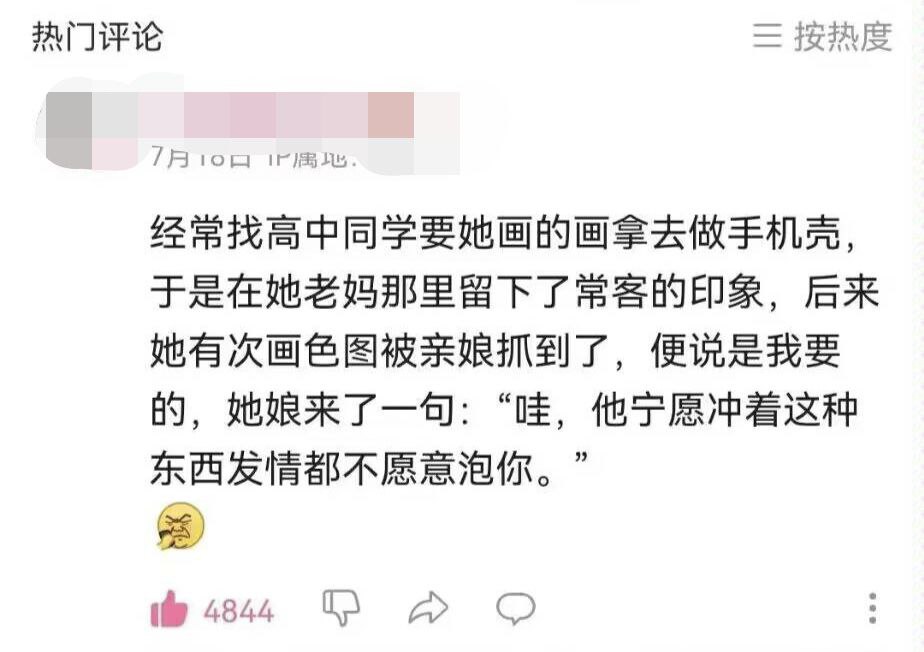 热门评论
按热度
7月18日 IP属地:
经常找高中同学要她画的画拿去做手机壳，
于是在她老妈那里留下了常客的印象，后来
她有次画色图被亲娘抓到了，便说是我要
的，她娘来了一句：“哇，他宁愿冲着这种
东西发情都不愿意泡你。”
4844